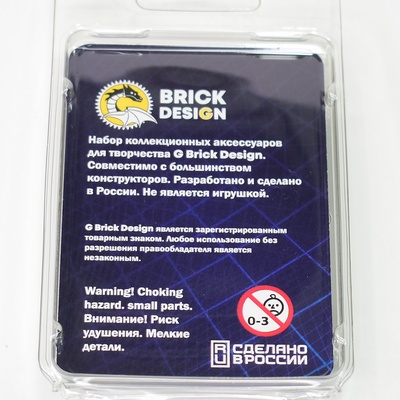 BRICK
DESIGN
Набор коллекционных аксессуаров
для творчества G Brick Design.
Совместимо с большинством
конструкторов. Разработано и сделано
в России. Не является игрушкой.
G Brick Design является зарегистрированным
товарным знаком. Любое использование без
разрешения правообладателя является
незаконным.
Warning! Choking
hazard. small parts.
Внимание! Риск
удушения. Мелкие
детали.
0-3
RU
СДЕЛАНО
В РОССИИ